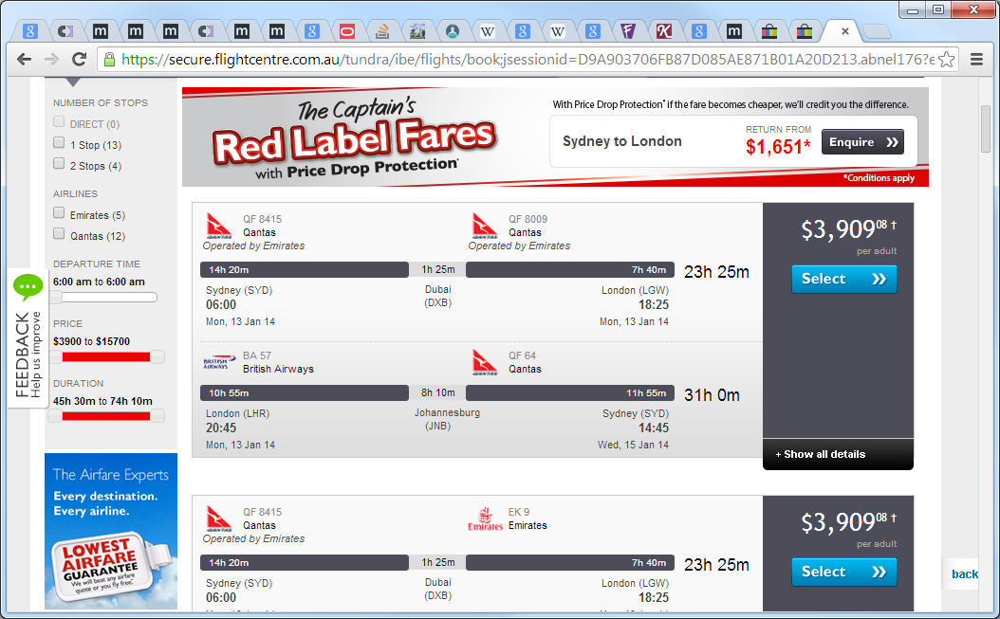 https://secure.flightcentre.com.au/tundra/ibe/flights/book;jsessionid=D9A903706FB87D085AE871B01A20D213.abnel176?e
NUMBER OF STOPS
DIRECT (0)
1 Stop (13)
2 Stops (4)
AIRLINES
Emirates (5)
Qantas (12)
DEPARTURE TIME
6:00 am to 6:00 am
PRICE
$3900 to $15700
DURATION
45h 30m to 74h 10m
FEEDBACK
Help us improve
The Airfare Experts
Every destination.
Every airline.
LOWEST
AIRFARE
GUARANTEE
We will beat any airfare
quote or you fly free
The Captain's
Red Label Fares
with Price Drop Protection*
With Price Drop Protection* if the fare becomes cheaper, we'll credit you the difference.
Sydney to London
RETURN FROM
$1,651*
Enquire
*Conditions apply
QF 8415
Qantas
Operated by Emirates
QF 8009
Qantas
Operated by Emirates
14h 20m 1h 25m 7h 40m 23h 25m
Sydney (SYD) Dubai London (LGW)
06:00 (DXB) 18:25
Mon, 13 Jan 14 Mon, 13 Jan 14
BRITISH AIRWAYS
BA 57
British Airways
QF 64
Qantas
10h 55m 8h 10m 11h 55m 31h 0m
London (LHR) Johannesburg Sydney (SYD)
20:45 (JNB) 14:45
Mon, 13 Jan 14 Wed, 15 Jan 14
$3,909.08 †
per adult
Select
+ Show all details
QF 8415
Qantas
Operated by Emirates
Emirates
EK 9
Emirates
14h 20m 1h 25m 7h 40m 23h 25m
Sydney (SYD) Dubai London (LGW)
06:00 (DXB) 18:25
$3,909.08 †
per adult
Select
back